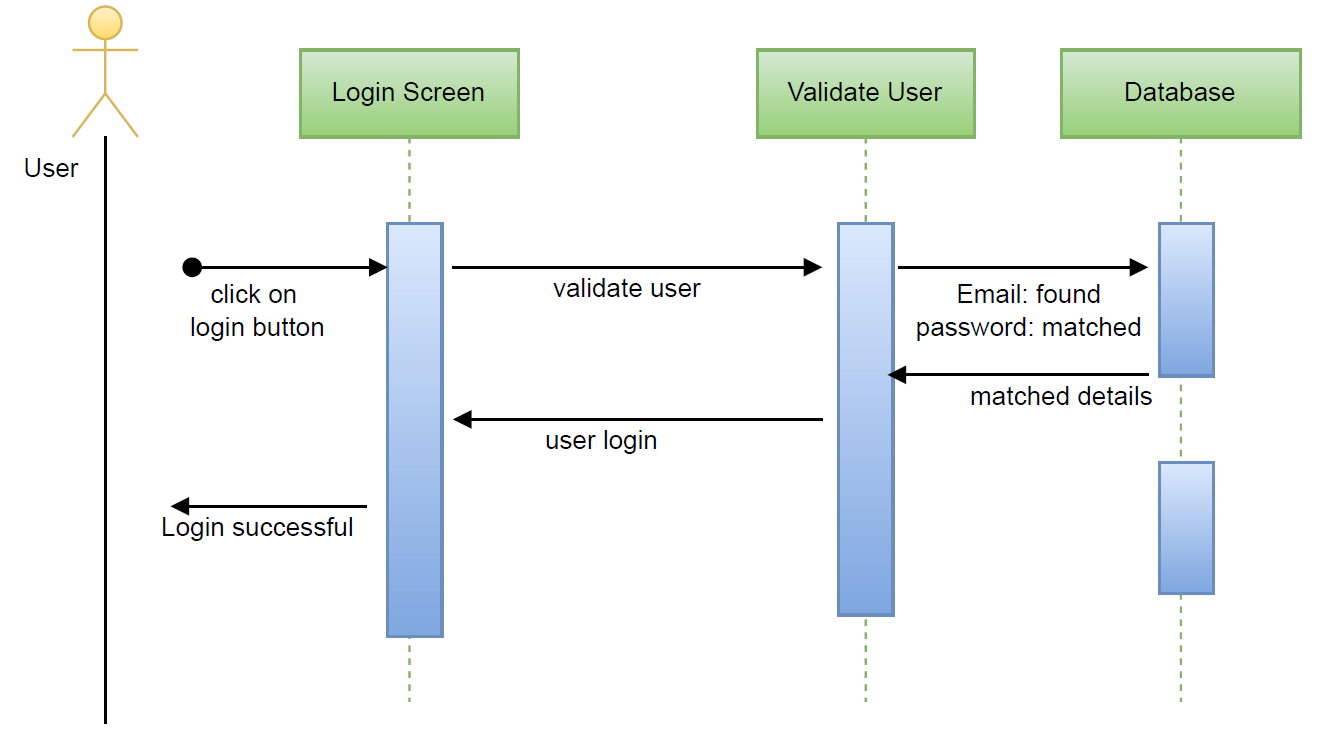 Login Screen
Validate User
Database
User
click on
login button
validate user
Email: found
password: matched
matched details
user login
Login successful